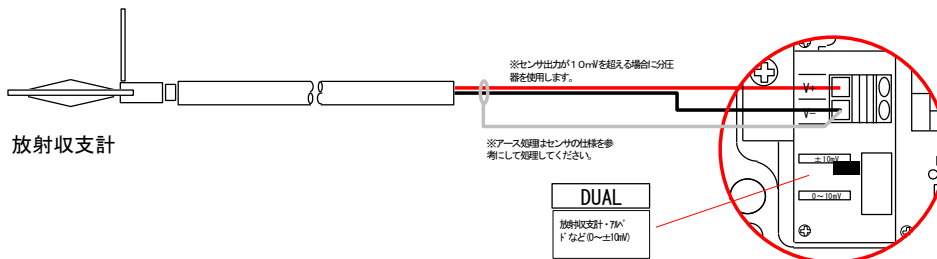 ※センサ出力が10mVを超える場合に分圧
器を使用します。
V+
V-
放射収支計
※アース処理はセンサの仕様を参
考にして処理してください。
±10mV
0~10mV
DUAL
放射収支計・アルベ
ドなど(0~±10mV)